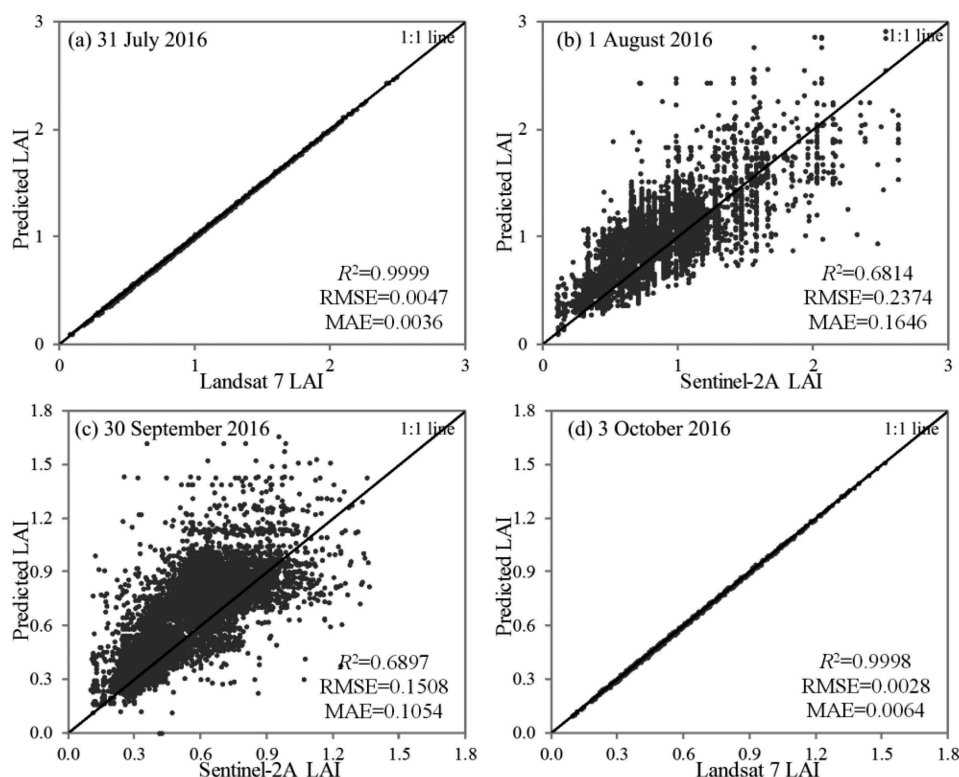 (a) 31 July 2016
1:1 line
3
2
1
0
Predicted LAI
R²=0.9999
RMSE=0.0047
MAE=0.0036
0 1 2 3
Landsat 7 LAI
(b) 1 August 2016
1:1 line
3
2
1
0
Predicted LAI
R²=0.6814
RMSE=0.2374
MAE=0.1646
0 1 2 3
Sentinel-2A LAI
(c) 30 September 2016
1:1 line
1.8
1.5
1.2
0.9
0.6
0.3
0.0
Predicted LAI
R²=0.6897
RMSE=0.1508
MAE=0.1054
0.0 0.3 0.6 0.9 1.2 1.5 1.8
Sentinel-2A LAI
(d) 3 October 2016
1:1 line
1.8
1.5
1.2
0.9
0.6
0.3
0.0
Predicted LAI
R²=0.9998
RMSE=0.0028
MAE=0.0064
0.0 0.3 0.6 0.9 1.2 1.5 1.8
Landsat 7 LAI